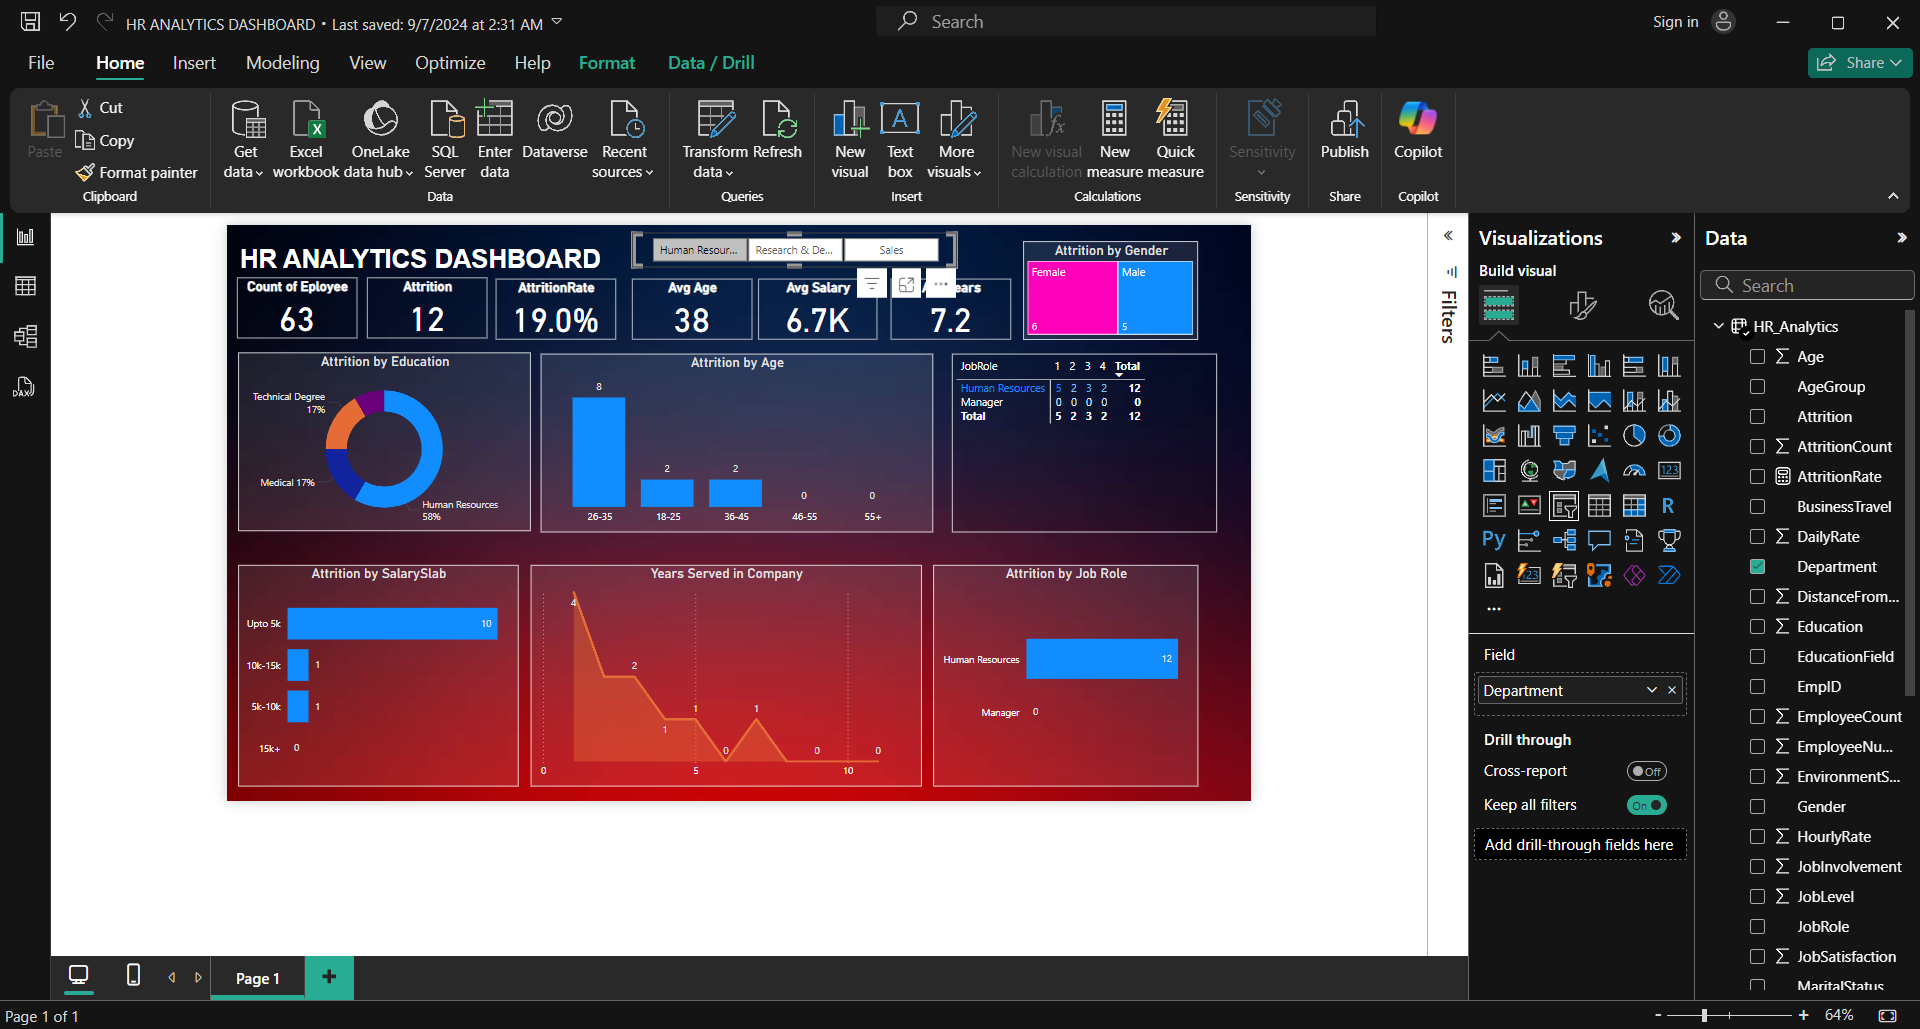 HR ANALYTICS DASHBOARD • Last saved: 9/7/2024 at 2:31 AM
Search
Sign in
File
Home
Insert
Modeling
View
Optimize
Help
Format
Data / Drill
Share
Paste
Cut
Copy
Format painter
Clipboard
Get
data
Excel
workbook
OneLake
data hub
SQL
Server
Enter
data
Dataverse
Recent
sources
Data
Transform
data
Refresh
Queries
New
visual
Text
box
More
visuals
Insert
New visual
calculation
New
measure
Quick
measure
Calculations
Sensitivity
Sensitivity
Publish
Share
Copilot
Copilot
HR ANALYTICS DASHBOARD
Human Resour...
Research & De...
Sales
Count of Eployee
63
Attrition
12
AttritionRate
19.0%
Avg Age
38
Avg Salary
6.7K
ears
7.2
Attrition by Gender
Female
6
Male
5
Attrition by Education
Technical Degree
17%
Medical 17%
Human Resources
58%
Attrition by Age
8
2
2
0
0
26-35
18-25
36-45
46-55
55+
JobRole 1 2 3 4 Total
Human Resources 5 2 3 2 12
Manager 0 0 0 0 0
Total 5 2 3 2 12
Attrition by SalarySlab
Upto 5k 10
10k-15k 1
5k-10k 1
15k+ 0
Years Served in Company
4
2
1
1
0
1
0
0
0
5
10
Attrition by Job Role
Human Resources 12
Manager 0
Filters
Visualizations
Build visual
123
R
Py
123
...
Field
Department
Drill through
Cross-report
Off
Keep all filters
On
Add drill-through fields here
Data
Search
HR_Analytics
Age
AgeGroup
Attrition
AttritionCount
AttritionRate
BusinessTravel
DailyRate
Department
DistanceFrom...
Education
EducationField
EmpID
EmployeeCount
EmployeeNu...
EnvironmentS...
Gender
HourlyRate
JobInvolvement
JobLevel
JobRole
JobSatisfaction
MaritalStatus
DAX
Page 1
Page 1 of 1
- + 64%